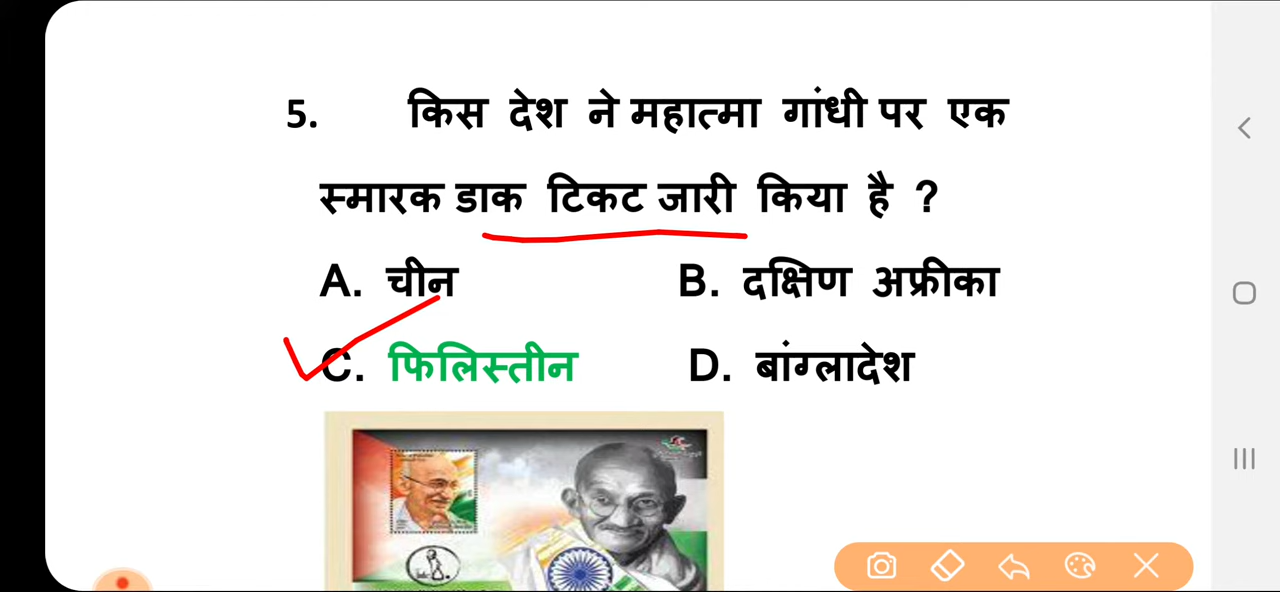 5. किस देश ने महात्मा गांधी पर एक
स्मारक डाक टिकट जारी किया है ?
A. चीन B. दक्षिण अफ्रीका
C. फिलिस्तीन D. बांग्लादेश